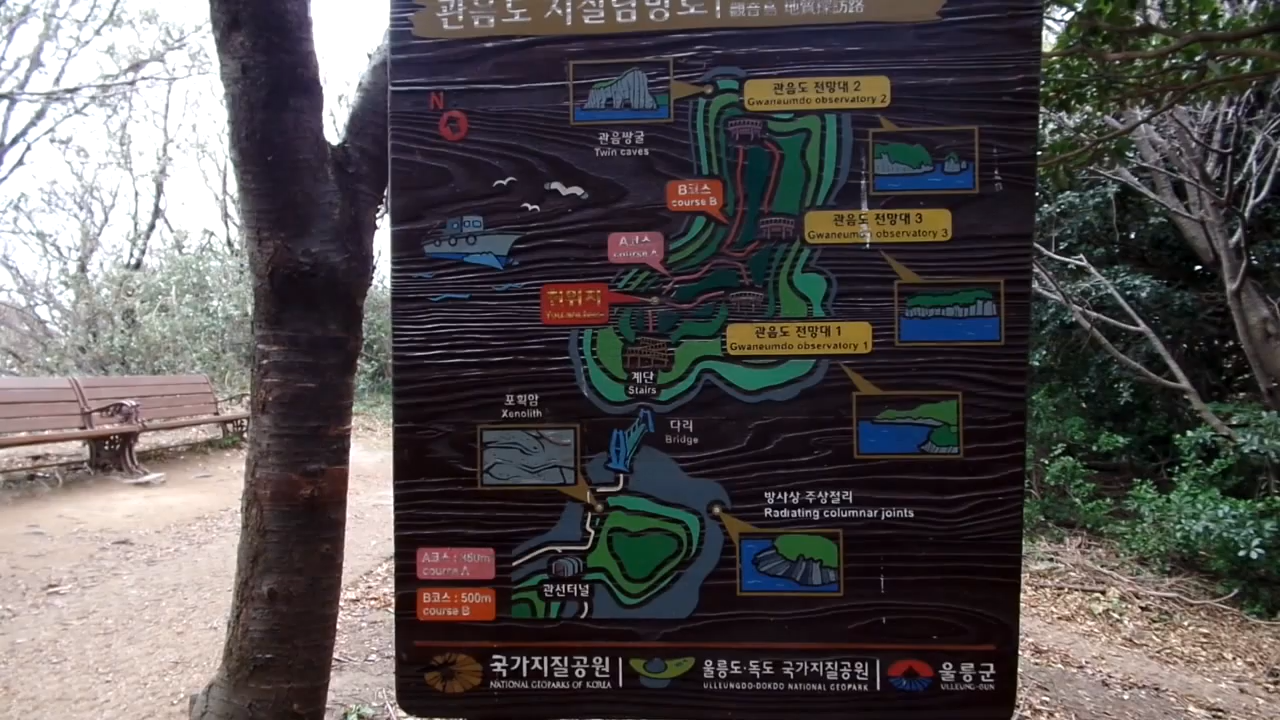 관음도 지질탐방로 | 觀音島 地質探訪路
N
관음쌍굴
Twin caves
관음도 전망대 2
Gwaneumdo observatory 2
B코스
course B
관음도 전망대 3
Gwaneumdo observatory 3
A코스
course A
현위치
관음도 전망대 1
Gwaneumdo observatory 1
계단
Stairs
포획암
Xenolith
다리
Bridge
방사상 주상절리
Radiating columnar joints
A코스 :
course A
B코스 : 500m
course B
관선터널
국가지질공원
NATIONAL GEOPARKS OF KOREA
울릉도·독도 국가지질공원
ULLEUNGDO·DOKDO NATIONAL GEOPARK
울릉군
ULLEUNG-GUN